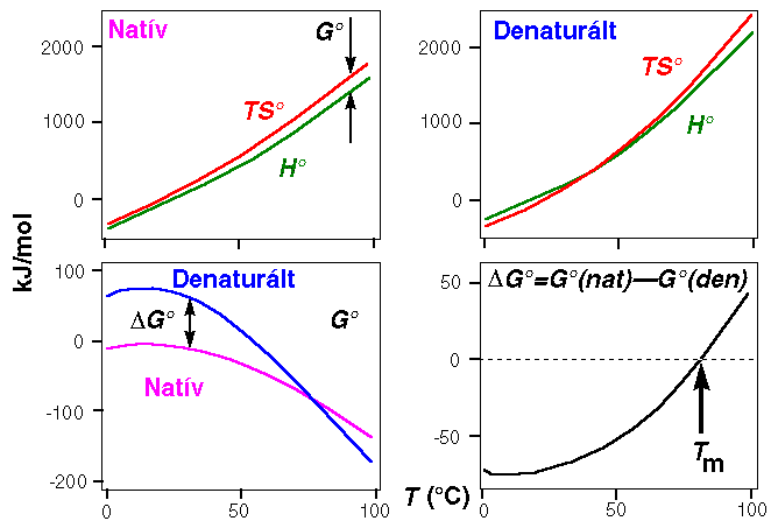 Natív
G°
TS°
H°
2000
1000
0
Denaturált
TS°
H°
2000
1000
0
kJ/mol
Denaturált
ΔG°
G°
Natív
100
0
-100
-200
0
50
100
ΔG°=G°(nat)—G°(den)
50
0
-50
Tm
T (°C)
0
50
100